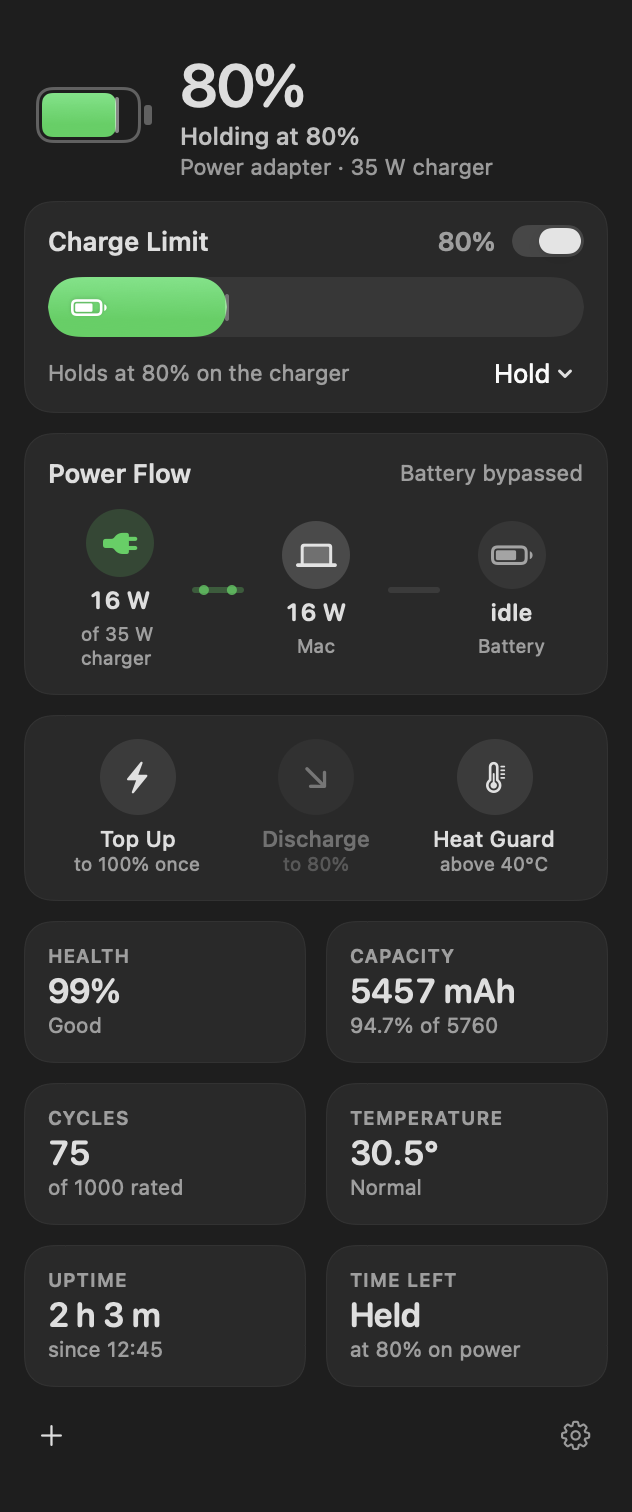 80%
Holding at 80%
Power adapter · 35 W charger
Charge Limit
80%
Holds at 80% on the charger
Hold
Power Flow
Battery bypassed
16 W
of 35 W
charger
16 W
Mac
idle
Battery
Top Up
to 100% once
Discharge
to 80%
Heat Guard
above 40°C
HEALTH
99%
Good
CAPACITY
5457 mAh
94.7% of 5760
CYCLES
75
of 1000 rated
TEMPERATURE
30.5°
Normal
UPTIME
2 h 3 m
since 12:45
TIME LEFT
Held
at 80% on power